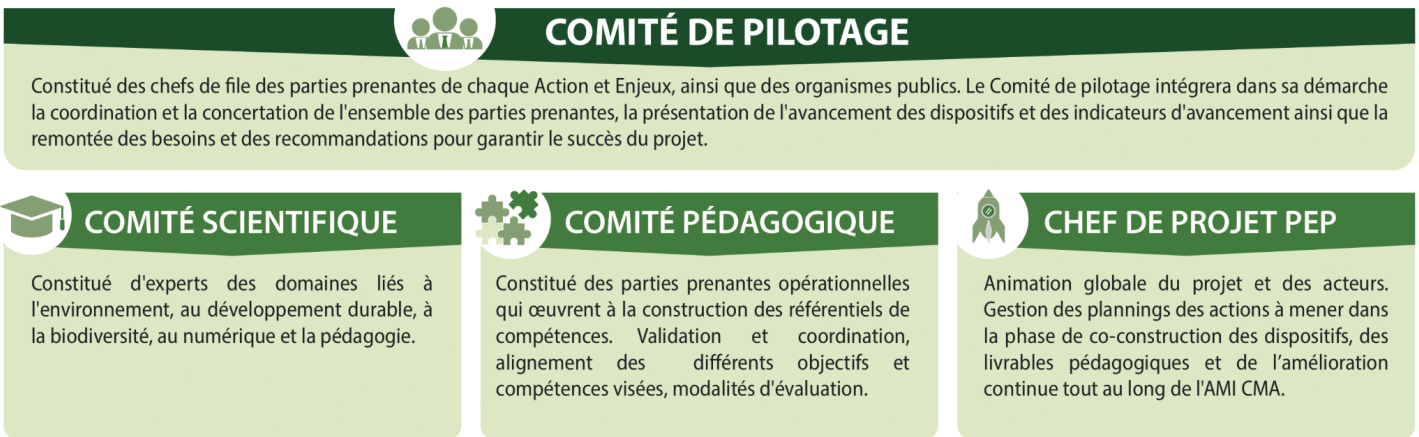 COMITÉ DE PILOTAGE
Constitué des chefs de file des parties prenantes de chaque Action et Enjeux, ainsi que des organismes publics. Le Comité de pilotage intégrera dans sa démarche
la coordination et la concertation de l'ensemble des parties prenantes, la présentation de l'avancement des dispositifs et des indicateurs d'avancement ainsi que la
remontée des besoins et des recommandations pour garantir le succès du projet.
COMITÉ SCIENTIFIQUE
Constitué d'experts des domaines liés à
l'environnement, au développement durable, à
la biodiversité, au numérique et la pédagogie.
COMITÉ PÉDAGOGIQUE
Constitué des parties prenantes opérationnelles
qui œuvrent à la construction des référentiels de
compétences. Validation et coordination,
alignement des différents objectifs et
compétences visées, modalités d'évaluation.
CHEF DE PROJET PEP
Animation globale du projet et des acteurs.
Gestion des plannings des actions à mener dans
la phase de co-construction des dispositifs, des
livrables pédagogiques et de l’amélioration
continue tout au long de l'AMI CMA.